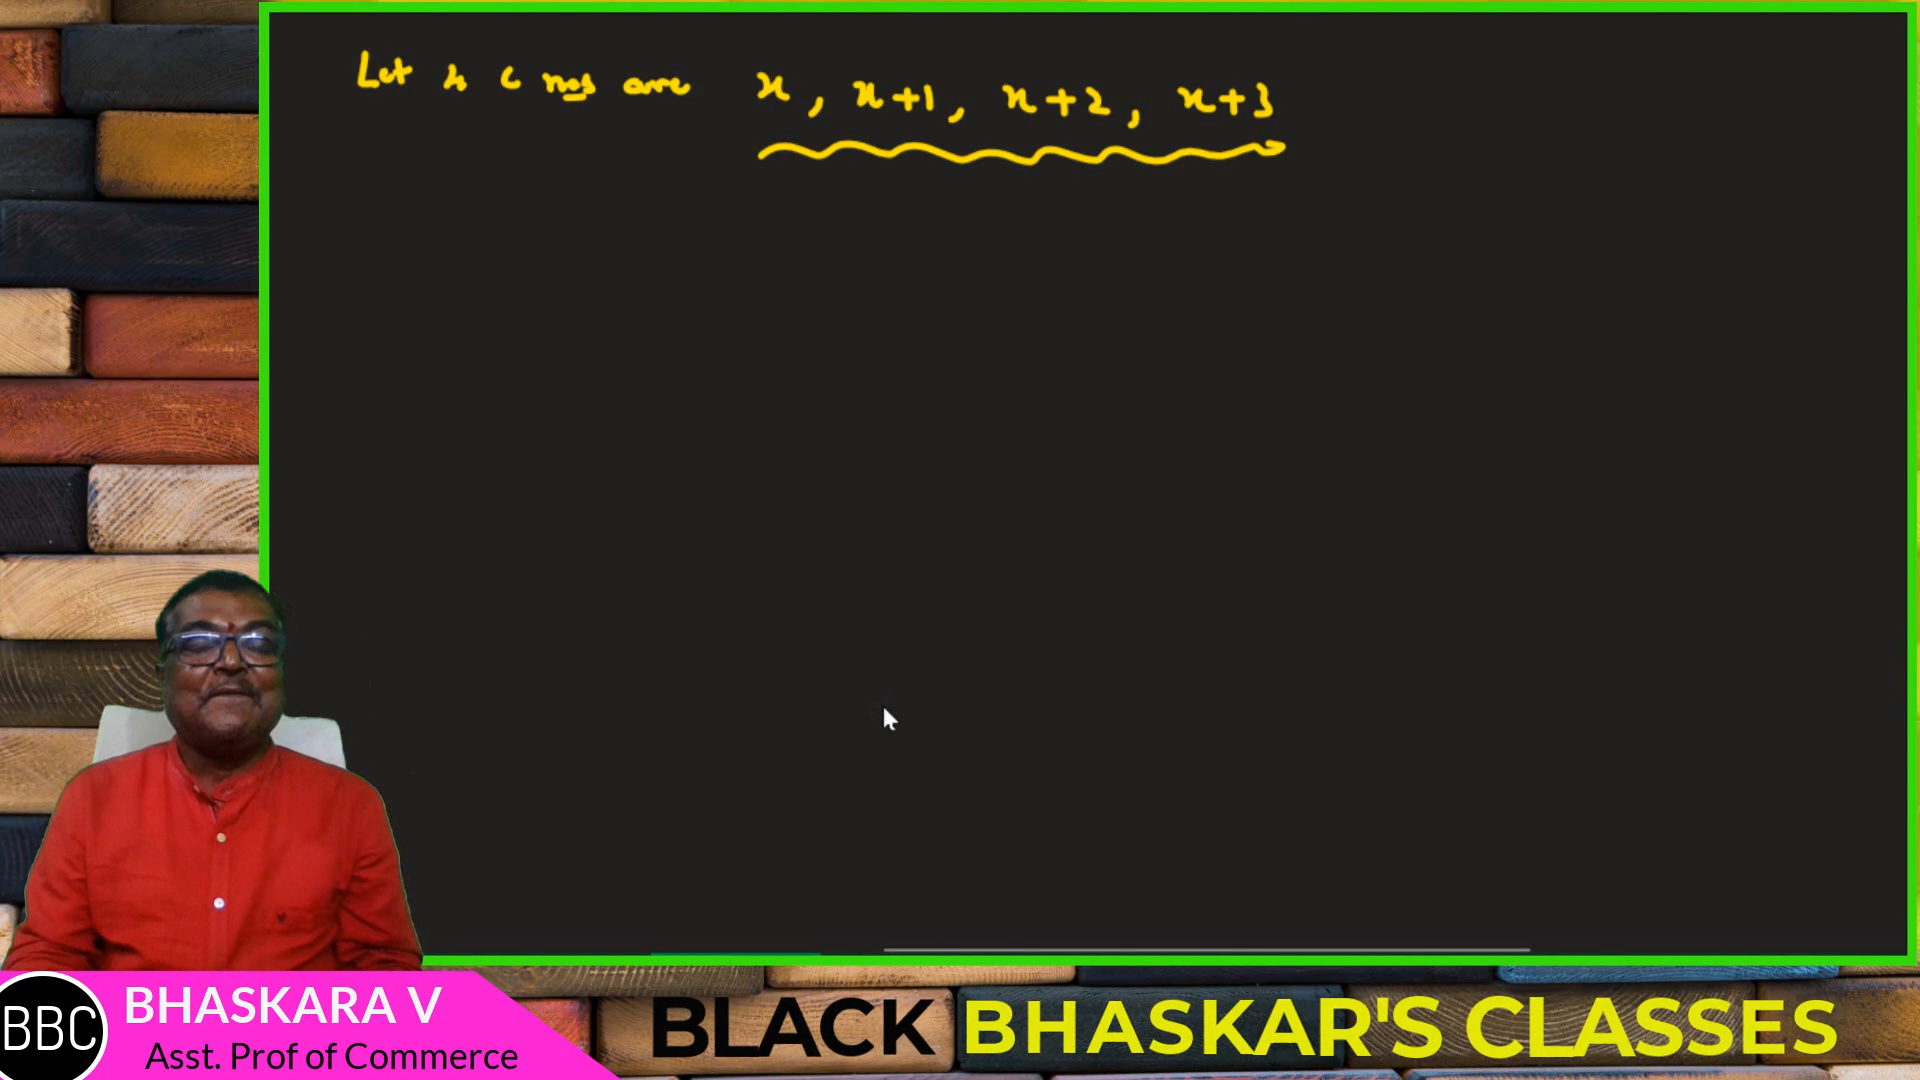 Let 4 C nos are x, x+1, x+2, x+3
BBC
BHASKARA V
Asst. Prof of Commerce
BLACK BHASKAR'S CLASSES